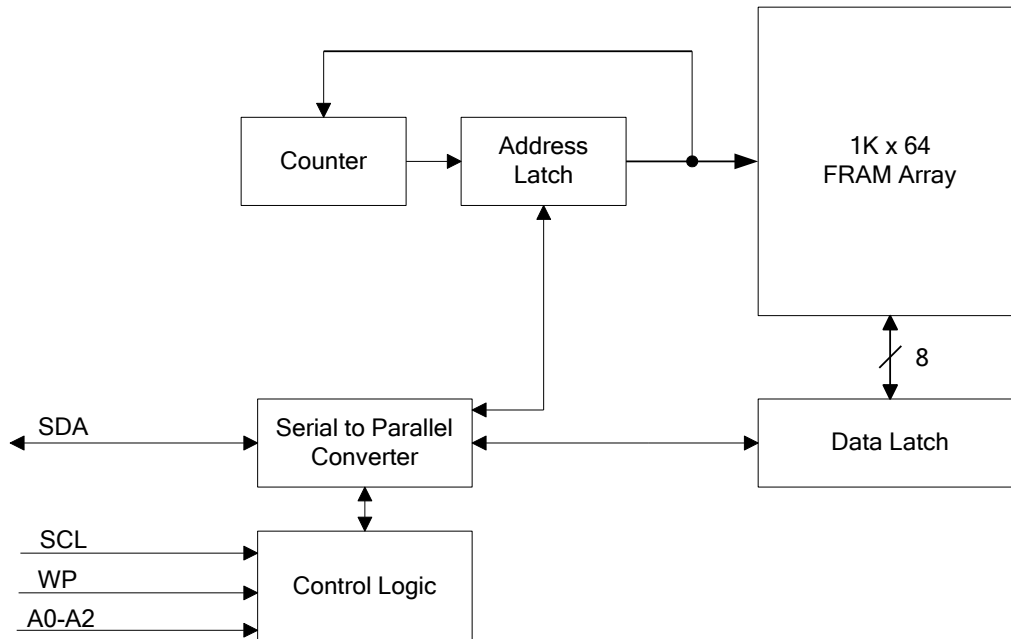 1K x 64
FRAM Array
Counter
Address
Latch
8
SDA
Serial to Parallel
Converter
Data Latch
SCL
WP
A0-A2
Control Logic